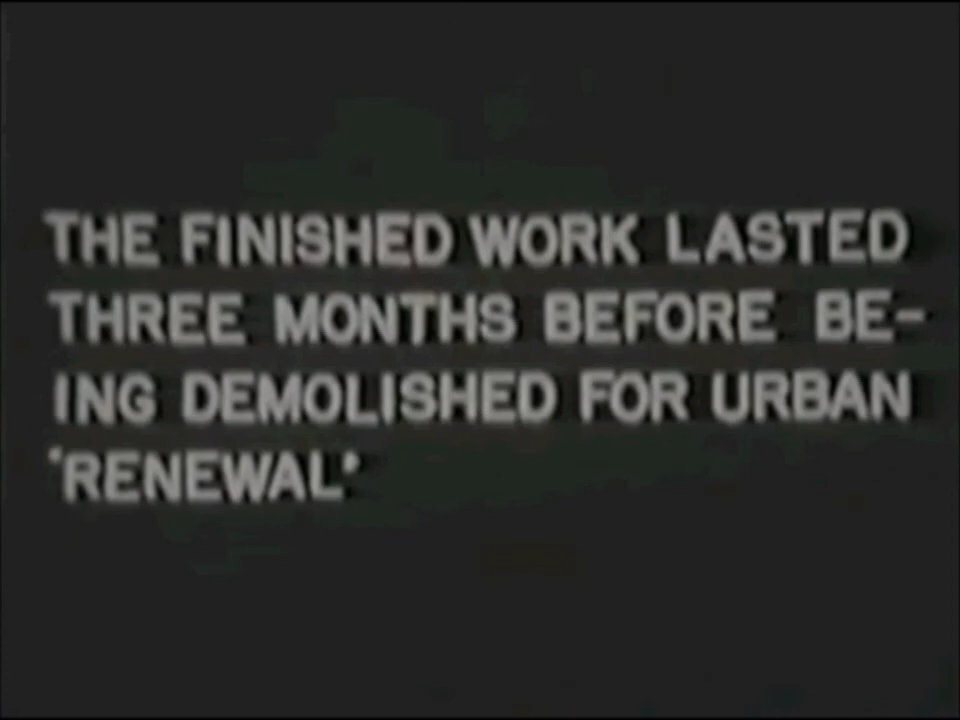 THE FINISHED WORK LASTED
THREE MONTHS BEFORE BE-
ING DEMOLISHED FOR URBAN
'RENEWAL'